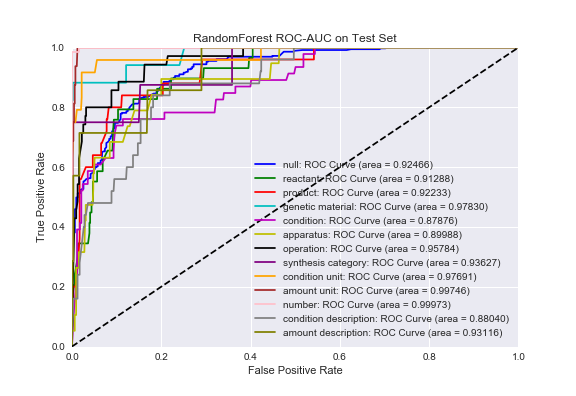 RandomForest ROC-AUC on Test Set
1.0
0.8
0.6
0.4
0.2
0.0
True Positive Rate
null: ROC Curve (area = 0.92466)
reactant: ROC Curve (area = 0.91288)
product: ROC Curve (area = 0.92233)
genetic material: ROC Curve (area = 0.97830)
condition: ROC Curve (area = 0.87876)
apparatus: ROC Curve (area = 0.89988)
operation: ROC Curve (area = 0.95784)
synthesis category: ROC Curve (area = 0.93627)
condition unit: ROC Curve (area = 0.97691)
amount unit: ROC Curve (area = 0.99746)
number: ROC Curve (area = 0.99973)
condition description: ROC Curve (area = 0.88040)
amount description: ROC Curve (area = 0.93116)
0.0 0.2 0.4 0.6 0.8 1.0
False Positive Rate